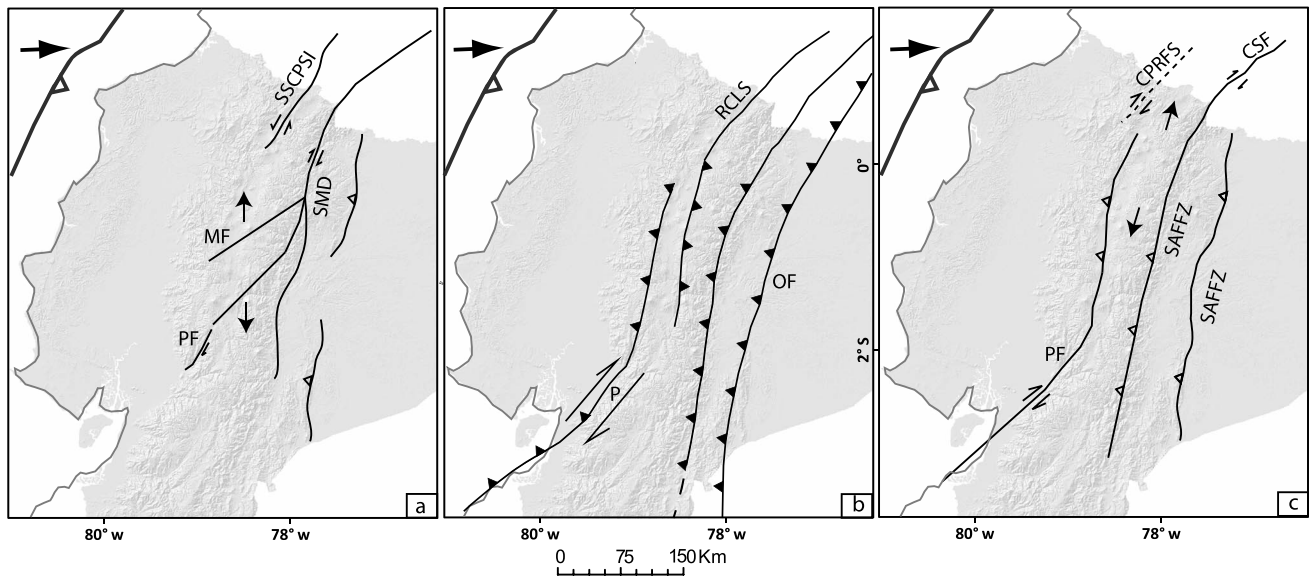 SSCPSI
SMD
MF
PF
a
80° w
78° w
RCLS
OF
P
b
0°
2° S
80° w
78° w
0 75 150 Km
CPRFS
CSF
SAFFZ
SAFFZ
PF
c
80° w
78° w